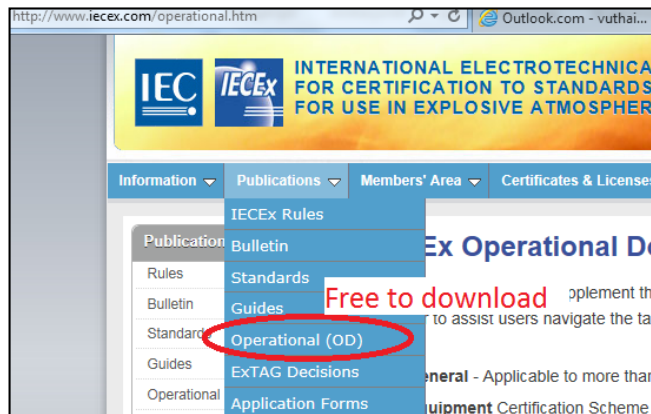 http://www.iecex.com/operational.htm
Outlook.com - vuthai...
IEC
IECEx
INTERNATIONAL ELECTROTECHNICA
FOR CERTIFICATION TO STANDARDS
FOR USE IN EXPLOSIVE ATMOSPHER
Information
Publications
Members' Area
Certificates & License
IECEx Rules
Bulletin
Standards
Guides
Operational (OD)
ExTAG Decisions
Application Forms
Publication
Rules
Bulletin
Standards
Guides
Operational
Ex Operational D
Free to download
pplement th
to assist users navigate the ta
eneral - Applicable to more than
uipment Certification Scheme